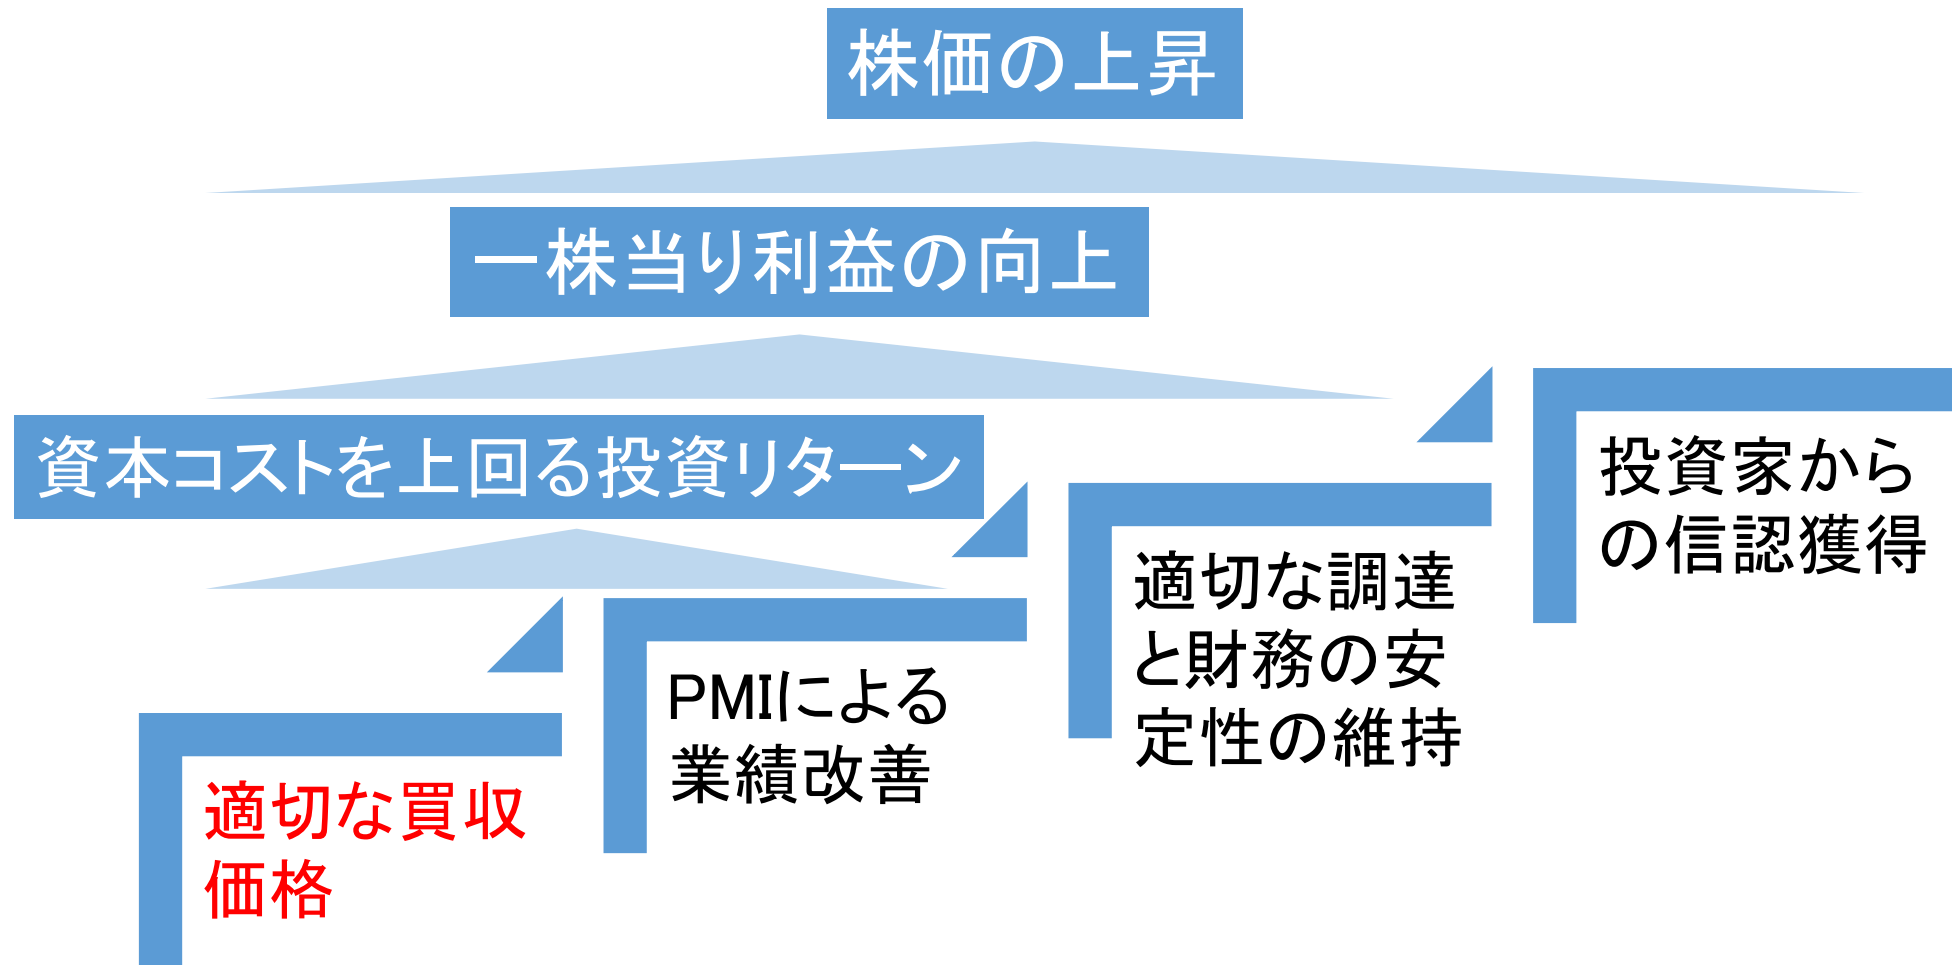 株価の上昇
一株当り利益の向上
資本コストを上回る投資リターン
投資家から
の信認獲得
適切な調達
と財務の安
定性の維持
PMIによる
業績改善
適切な買収
価格